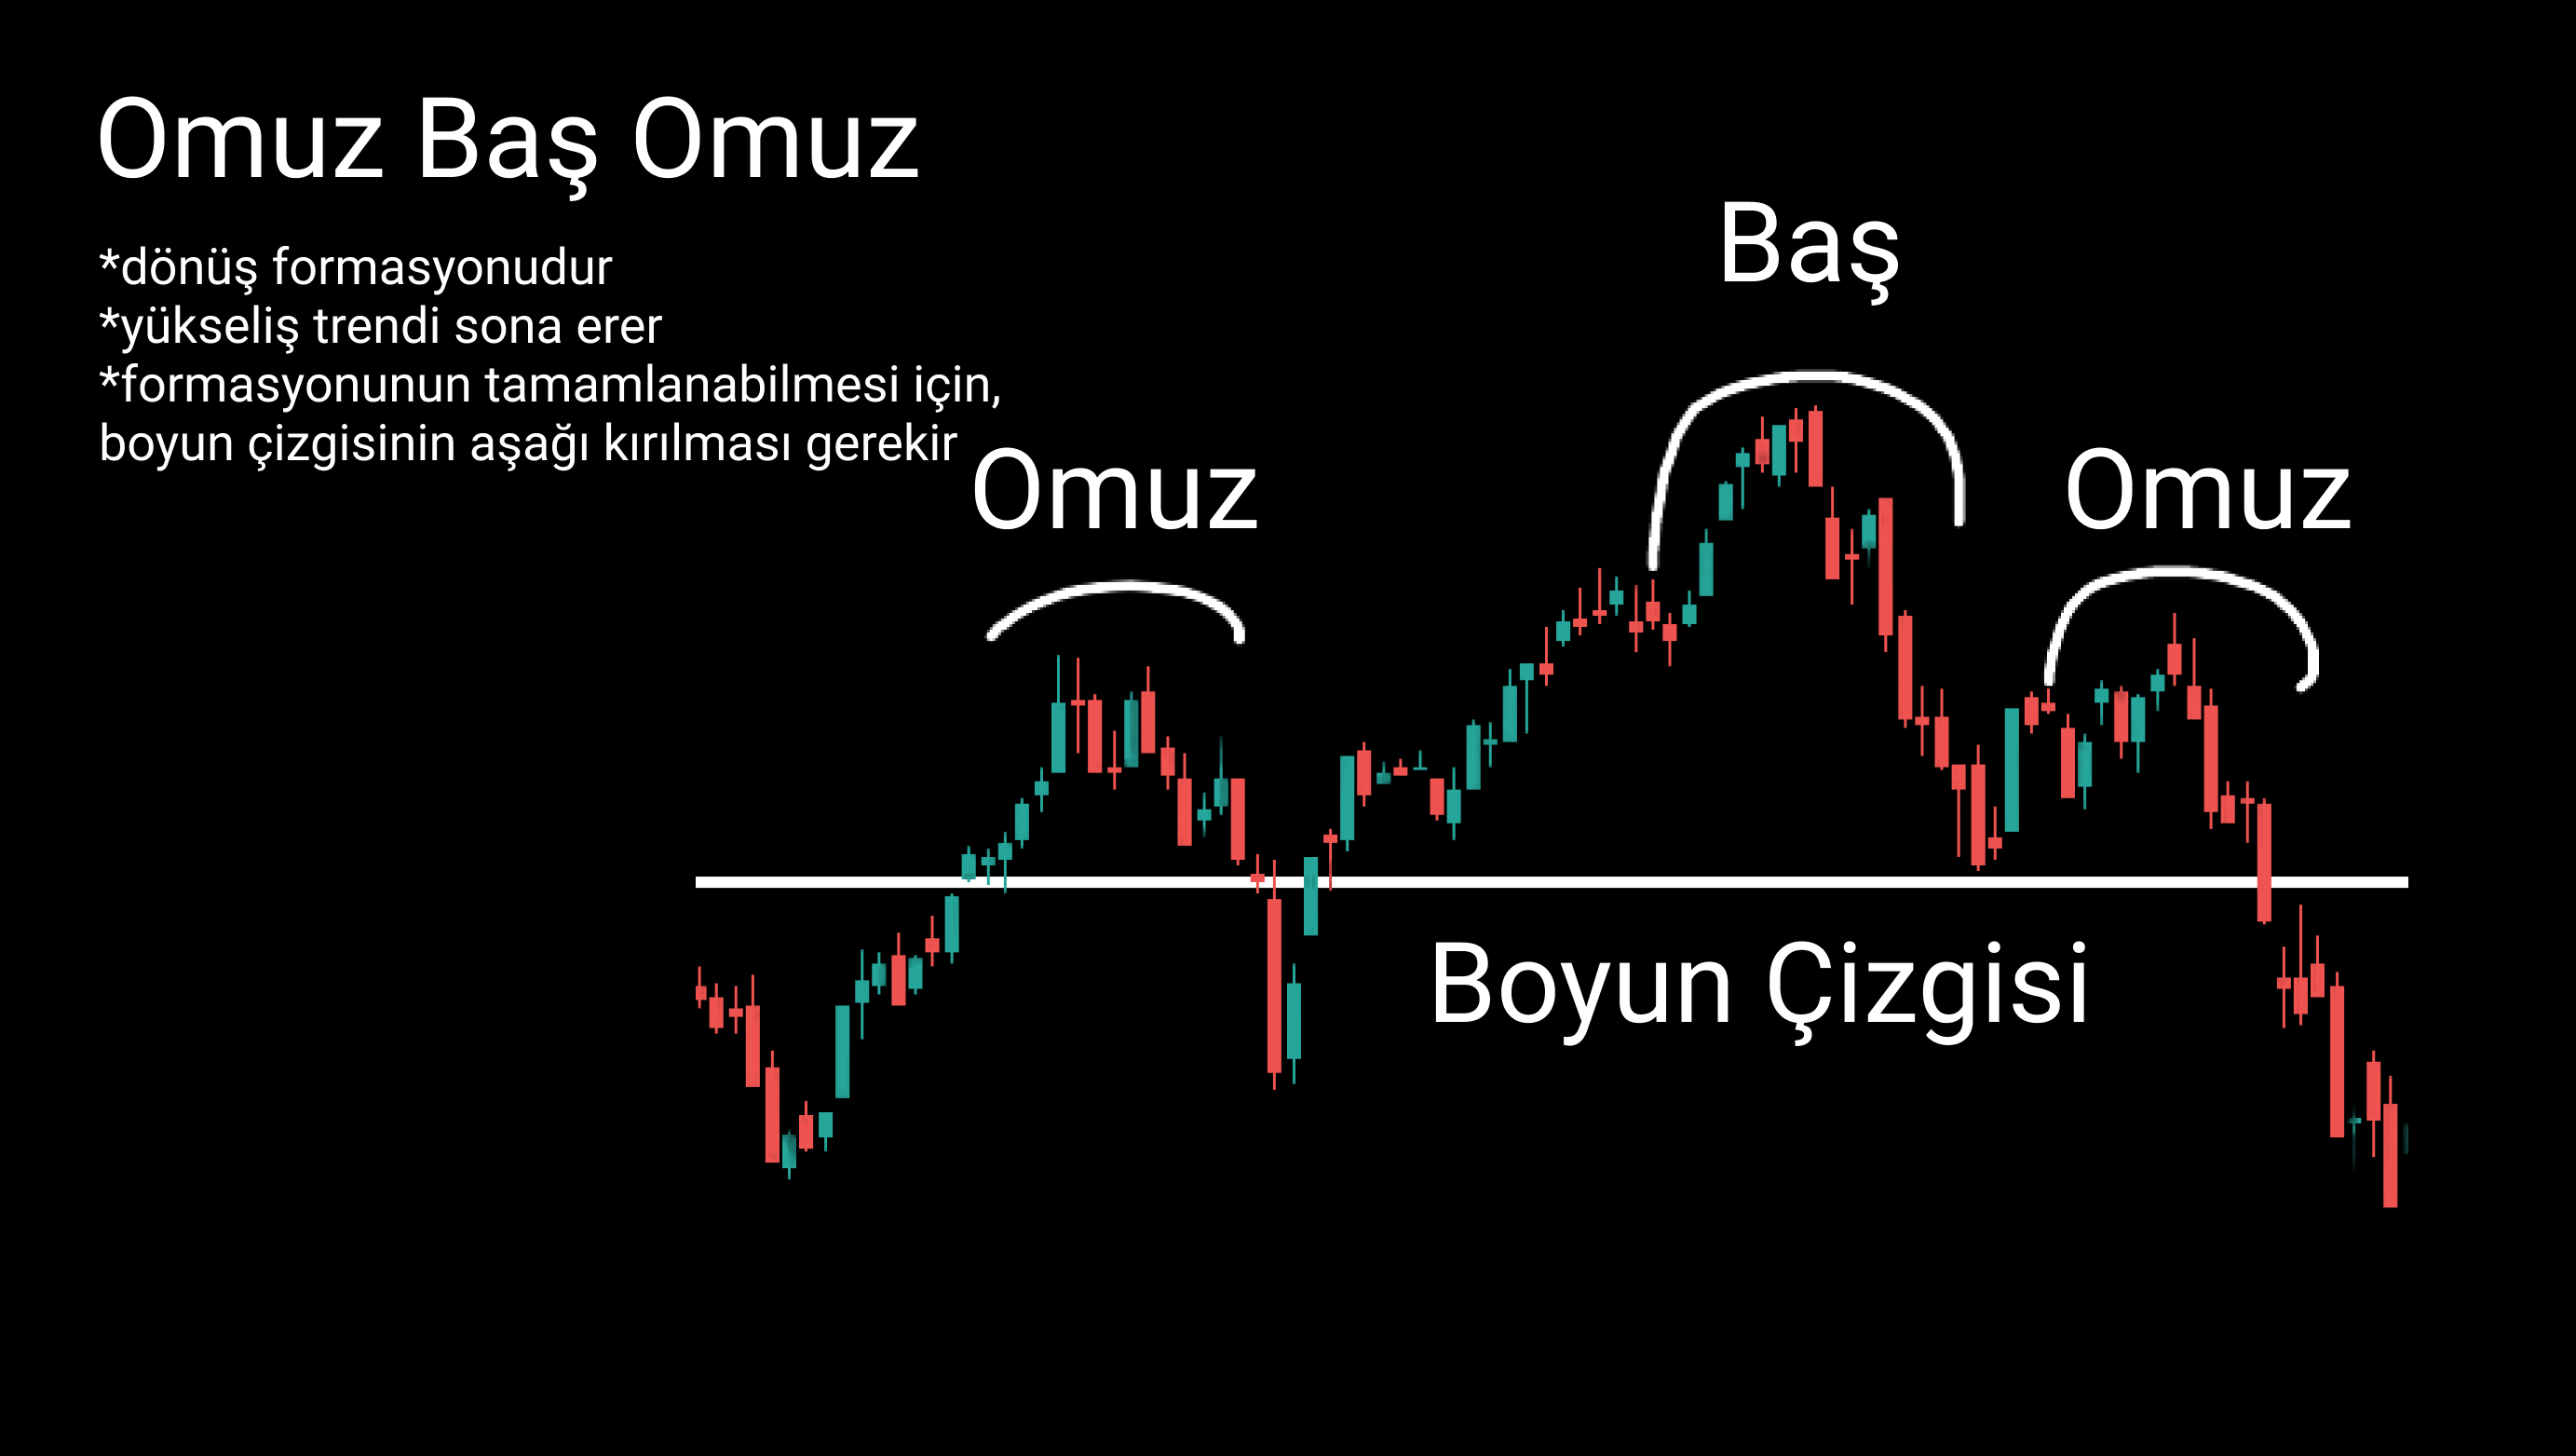 Omuz Baş Omuz
*dönüş formasyonudur
*yükseliş trendi sona erer
*formasyonunun tamamlanabilmesi için,
boyun çizgisinin aşağı kırılması gerekir
Baş
Omuz
Omuz
Boyun Çizgisi